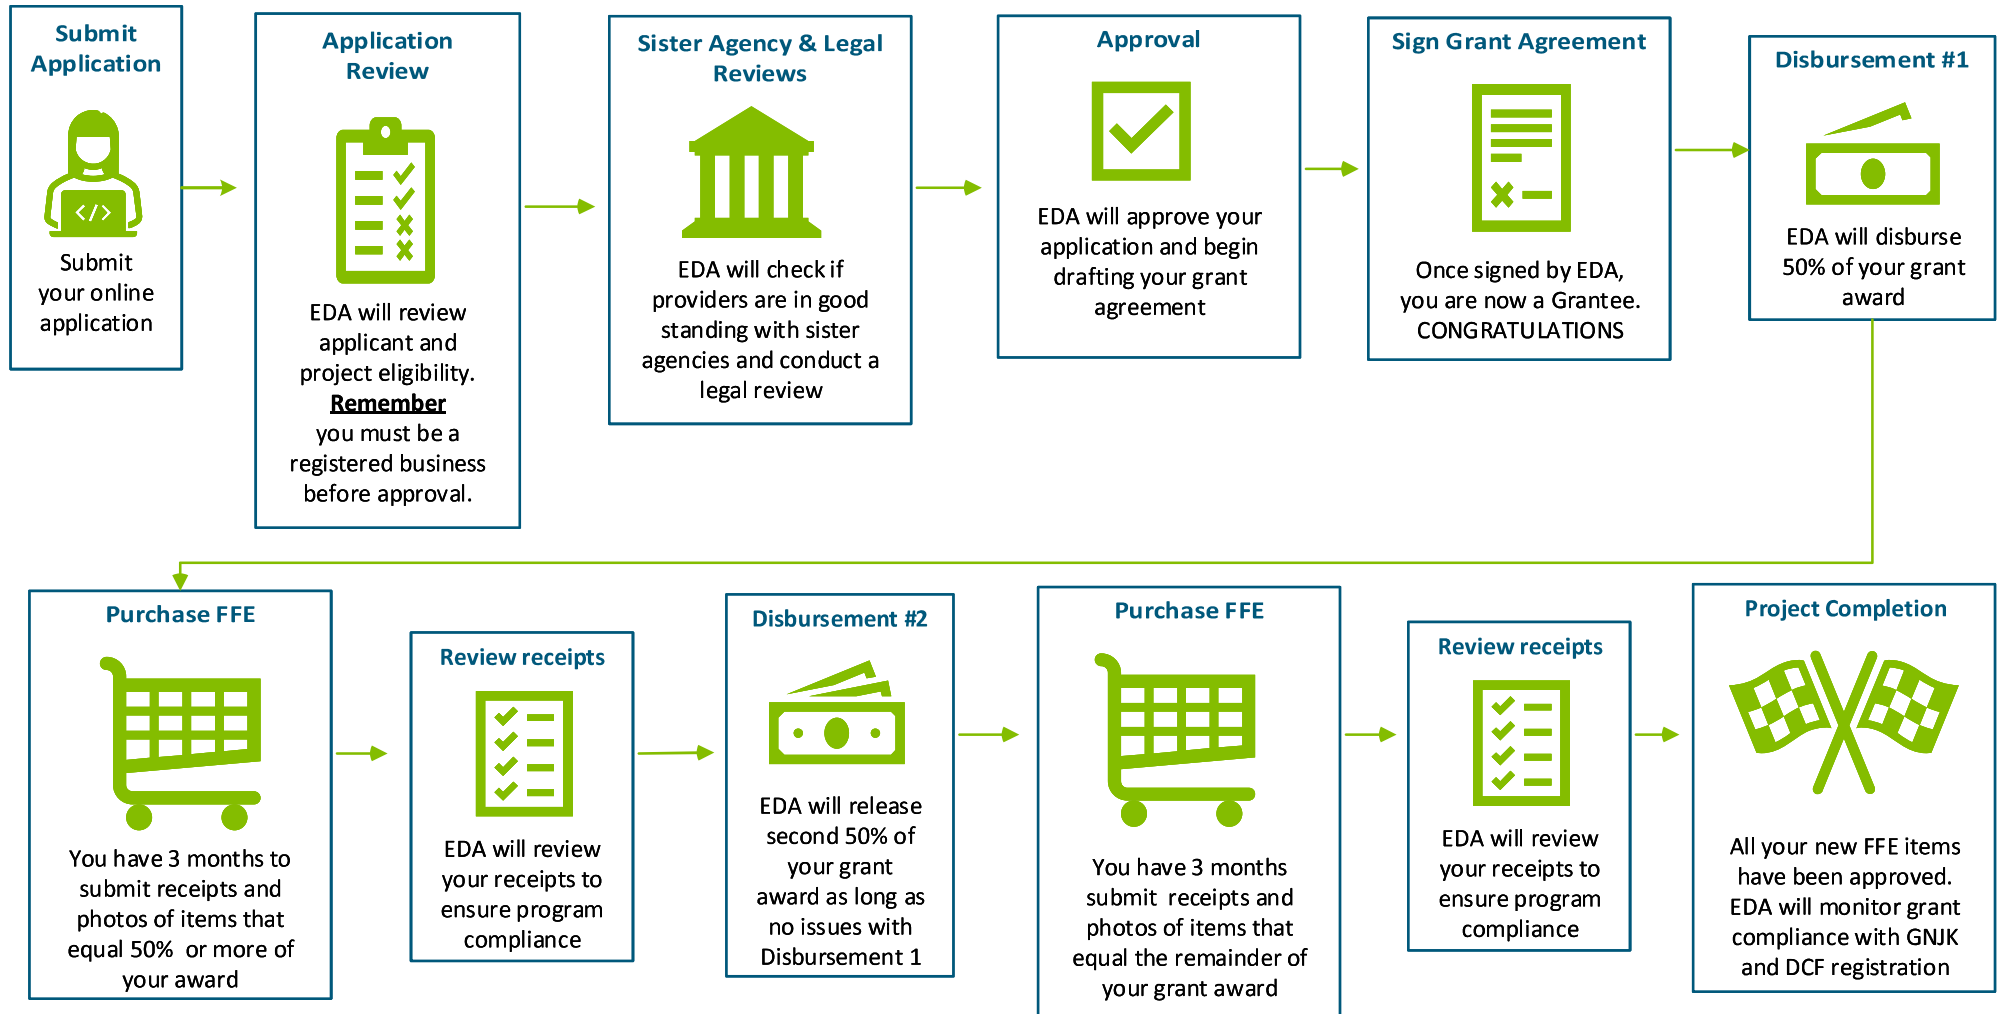 Submit
Application
Submit
your online
application
Application
Review
EDA will review
applicant and
project eligibility.
Remember
you must be a
registered business
before approval.
Sister Agency & Legal
Reviews
EDA will check if
providers are in good
standing with sister
agencies and conduct a
legal review
Approval
EDA will approve your
application and begin
drafting your grant
agreement
Sign Grant Agreement
Once signed by EDA,
you are now a Grantee.
CONGRATULATIONS
Disbursement #1
EDA will disburse
50% of your grant
award
Purchase FFE
You have 3 months to
submit receipts and
photos of items that
equal 50% or more of
your award
Review receipts
EDA will review
your receipts to
ensure program
compliance
Disbursement #2
EDA will release
second 50% of
your grant
award as long as
no issues with
Disbursement 1
Purchase FFE
You have 3 months
submit receipts and
photos of items that
equal the remainder of
your grant award
Review receipts
EDA will review
your receipts to
ensure program
compliance
Project Completion
All your new FFE items
have been approved.
EDA will monitor grant
compliance with GNJK
and DCF registration